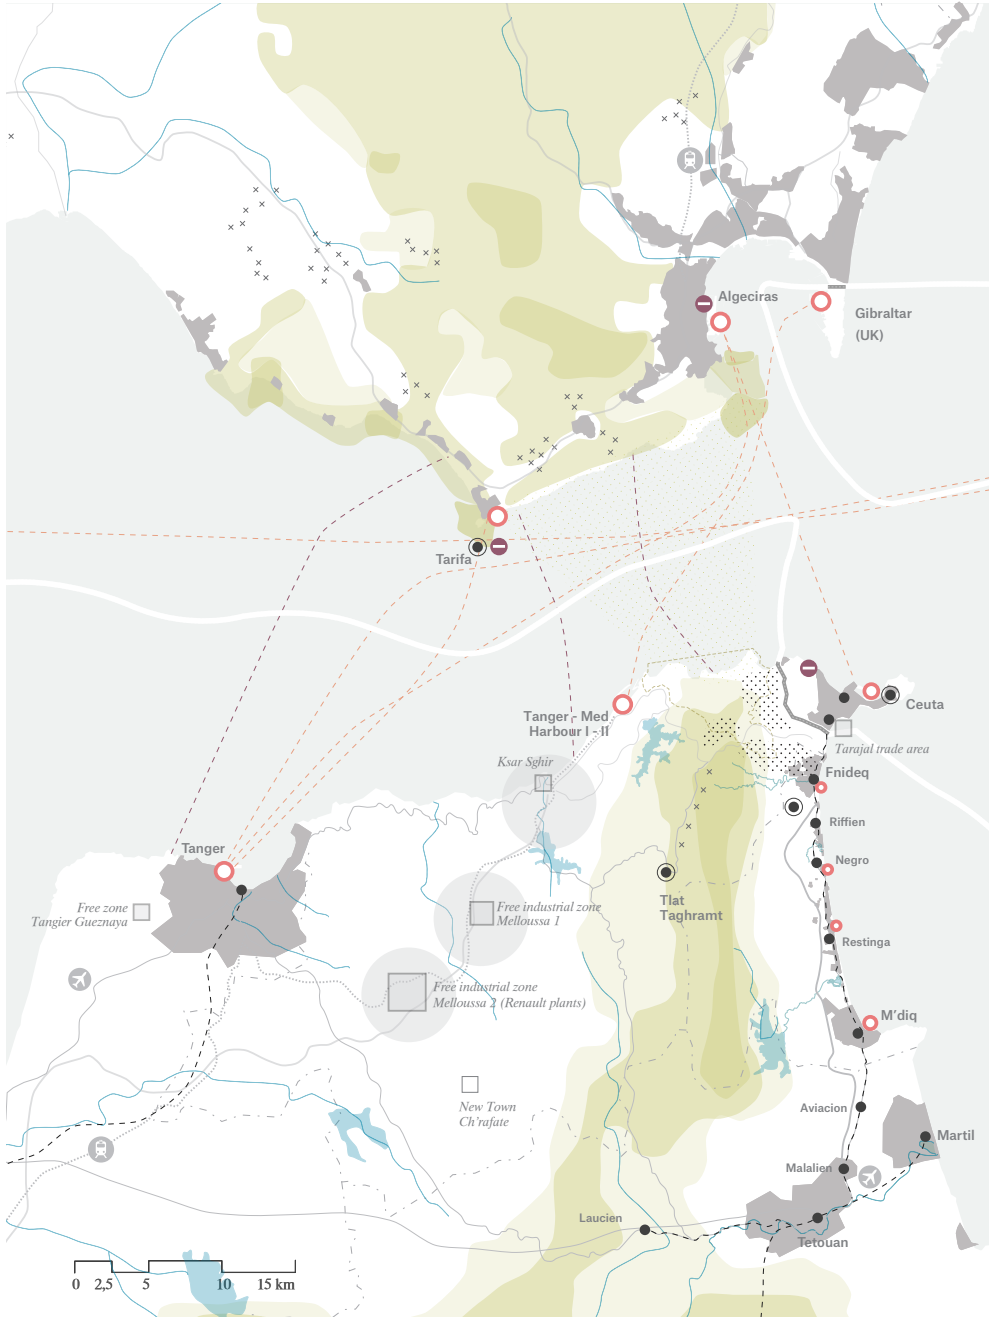 Algeciras
Gibraltar
(UK)
Tarifa
Ceuta
Tanger - Med
Harbour I - II
Tarajal trade area
Ksar Sghir
Fnideq
Riffien
Tanger
Negro
Tlat
Taghramt
Free zone
Tangier Gueznaya
Free industrial zone
Melloussa 1
Restinga
Free industrial zone
Melloussa 2 (Renault plants)
M'diq
New Town
Ch'rafate
Aviacion
Martil
Malalien
Laucien
Tetouan
0 2,5 5 10 15 km